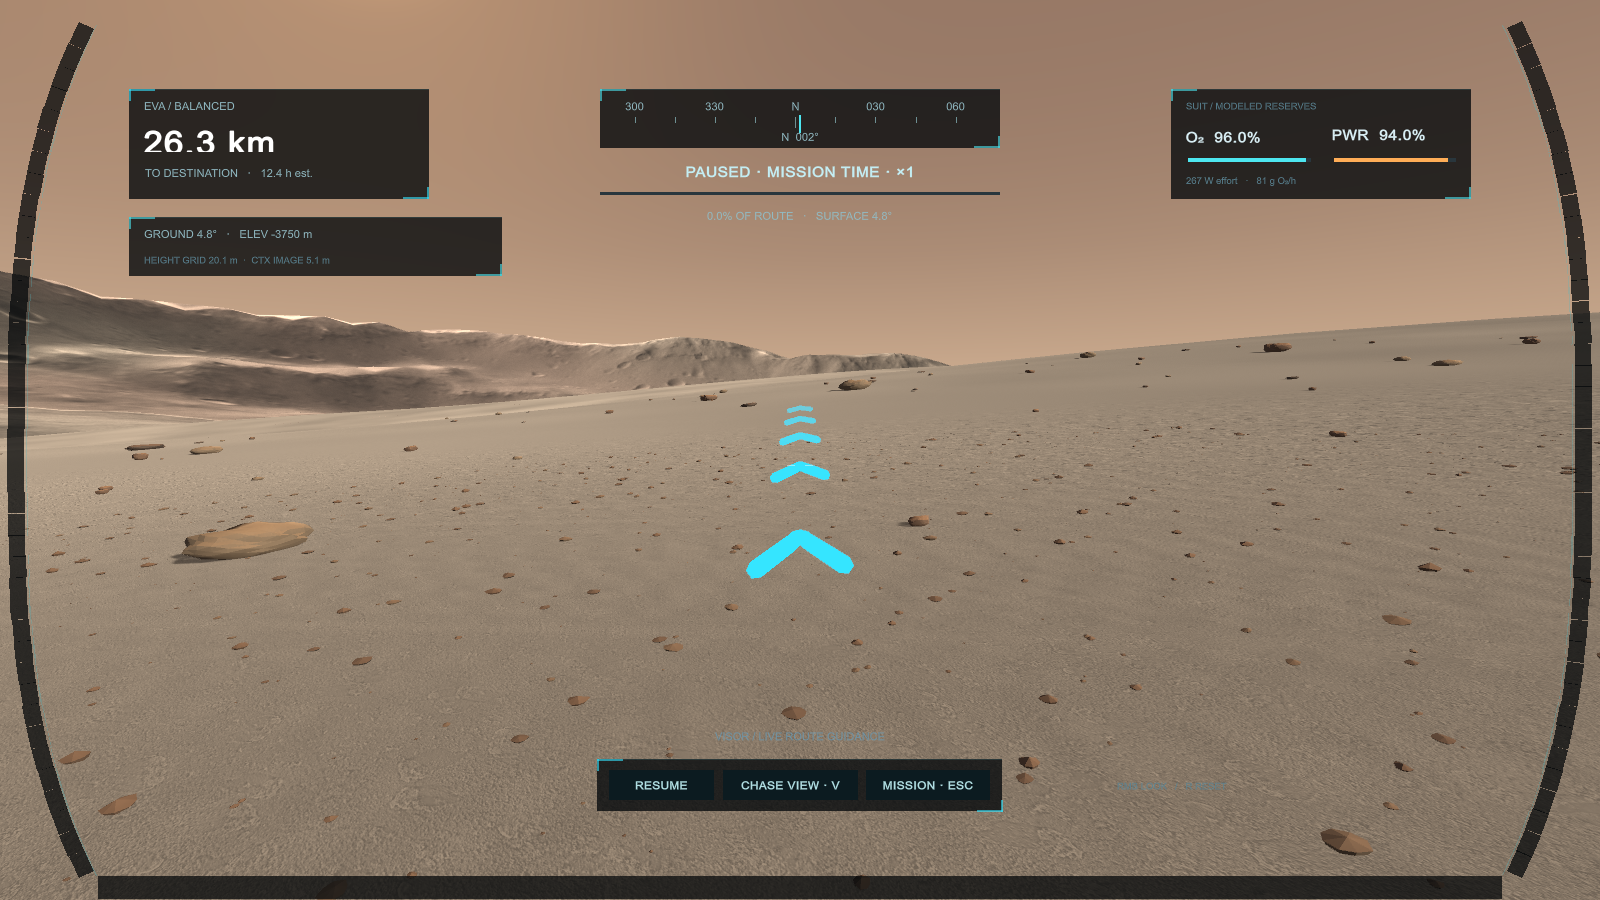 EVA / BALANCED
26.3 km
TO DESTINATION · 12.4 h est.
GROUND 4.8° · ELEV -3750 m
HEIGHT GRID 20.1 m · CTX IMAGE 5.1 m
300 330 N 030 060
N 002°
PAUSED · MISSION TIME · ×1
0.0% OF ROUTE · SURFACE 4.8°
SUIT / MODELED RESERVES
O₂ 96.0% PWR 94.0%
267 W effort · 81 g O₂/h
RESUME CHASE VIEW · V MISSION · ESC